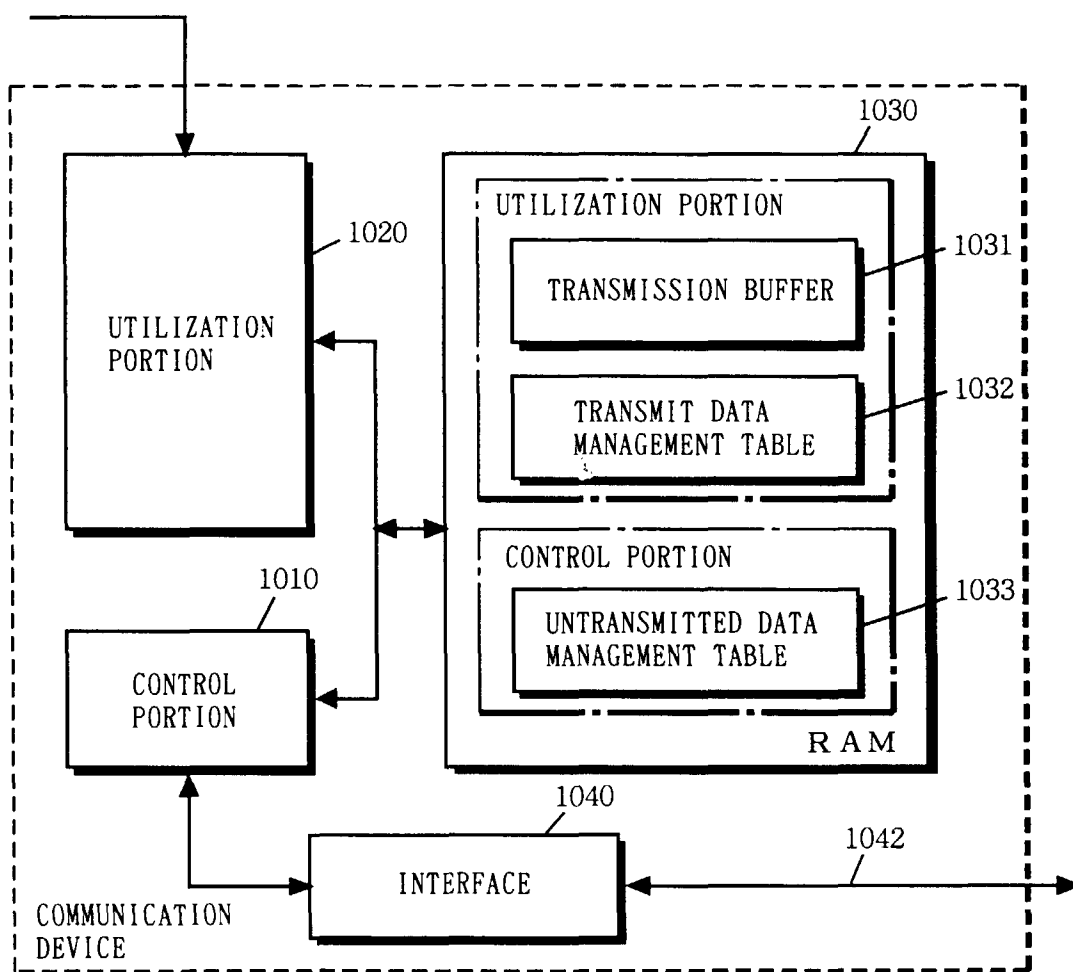 1030
UTILIZATION PORTION
1020
1031
TRANSMISSION BUFFER
UTILIZATION
PORTION
1032
TRANSMIT DATA
MANAGEMENT TABLE
CONTROL PORTION
1010
1033
UNTRANSMITTED DATA
MANAGEMENT TABLE
CONTROL
PORTION
RAM
1040
1042
INTERFACE
COMMUNICATION
DEVICE